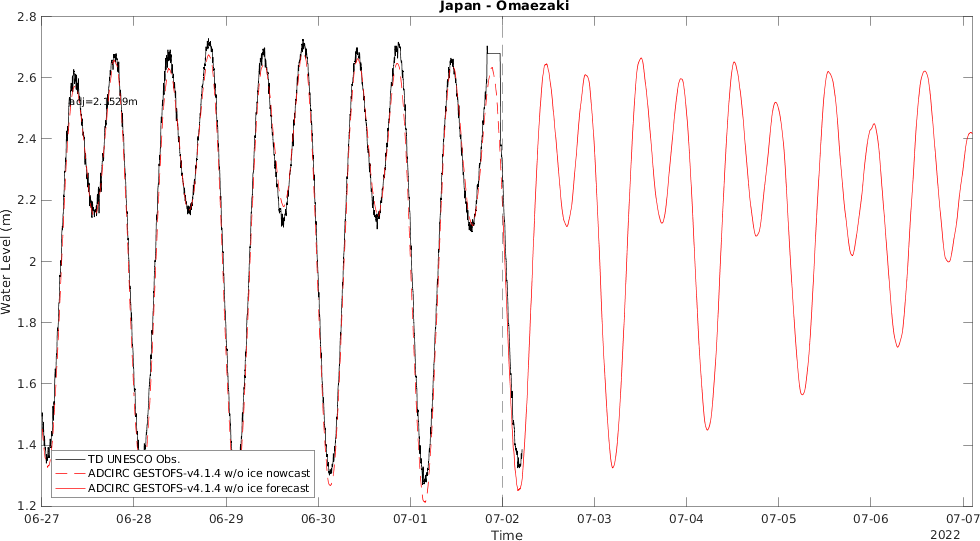 Japan - Omaezaki
2.8
2.6
adj=2.1529m
2.4
2.2
2
1.8
1.6
1.4
1.2
Water Level (m)
TD UNESCO Obs.
ADCIRC GESTOFS-v4.1.4 w/o ice nowcast
ADCIRC GESTOFS-v4.1.4 w/o ice forecast
06-27 06-28 06-29 06-30 07-01 07-02 07-03 07-04 07-05 07-06 07-07
Time
2022